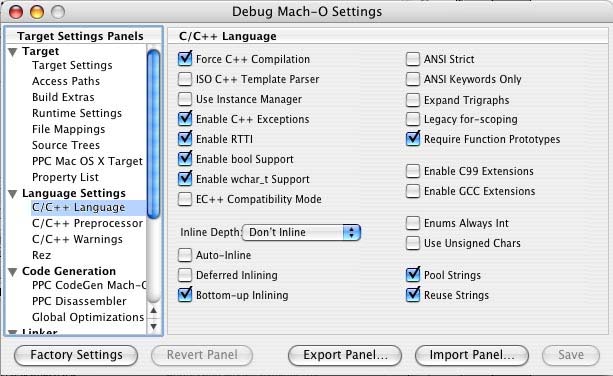 Debug Mach-O Settings
Target Settings Panels
Target
Target Settings
Access Paths
Build Extras
Runtime Settings
File Mappings
Source Trees
PPC Mac OS X Target
Property List
Language Settings
C/C++ Language
C/C++ Preprocessor
C/C++ Warnings
Rez
Code Generation
PPC CodeGen Mach-O
PPC Disassembler
Global Optimizations
Linker
C/C++ Language
Force C++ Compilation
ISO C++ Template Parser
Use Instance Manager
Enable C++ Exceptions
Enable RTTI
Enable bool Support
Enable wchar_t Support
EC++ Compatibility Mode
Inline Depth: Don't Inline
Auto-Inline
Deferred Inlining
Bottom-up Inlining
ANSI Strict
ANSI Keywords Only
Expand Trigraphs
Legacy for-scoping
Require Function Prototypes
Enable C99 Extensions
Enable GCC Extensions
Enums Always Int
Use Unsigned Chars
Pool Strings
Reuse Strings
Factory Settings
Revert Panel
Export Panel...
Import Panel...
Save